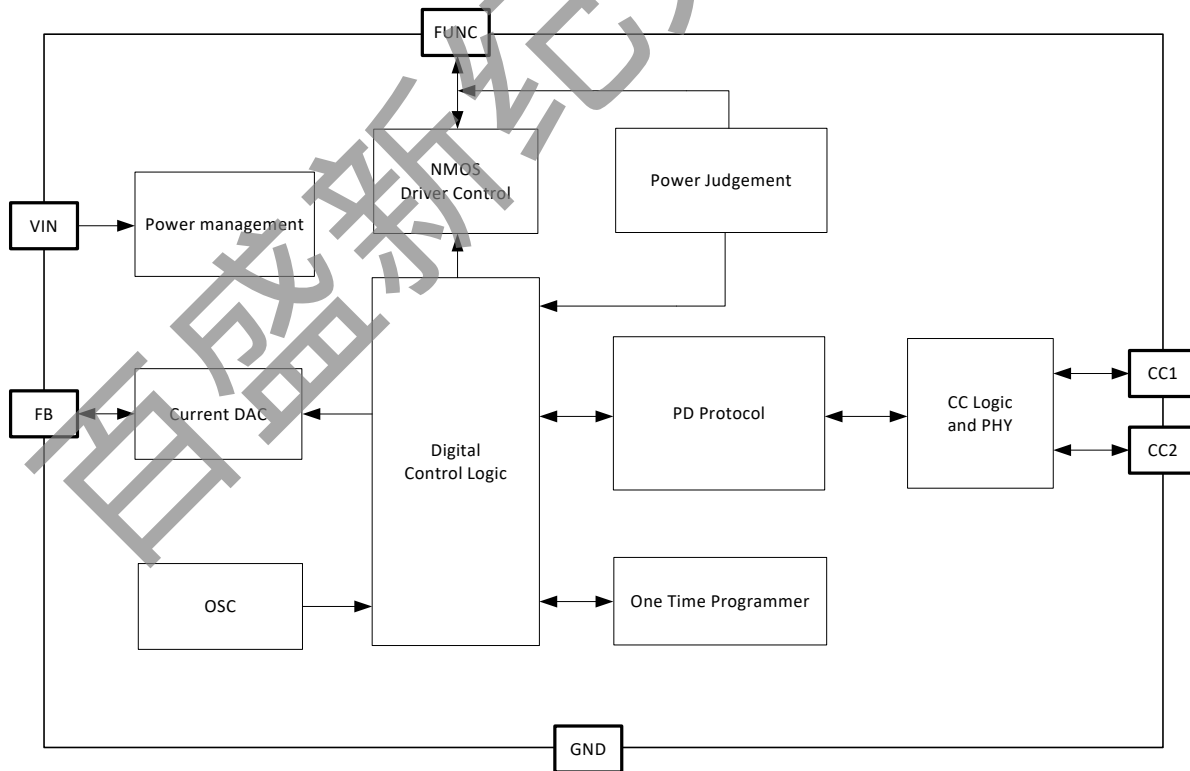 FUNC
NMOS
Driver Control
Power Judgement
Power management
VIN
FB
Current DAC
Digital
Control Logic
PD Protocol
CC Logic
and PHY
CC1
CC2
OSC
One Time Programmer
GND
百盛新纪